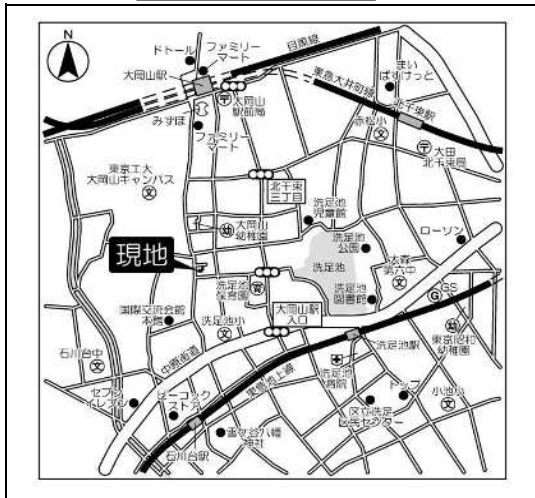 N
ドトール
ファミリー
マート
目黒線
大岡山駅
まい
ばすけっと
東急大井町線
北千束駅
大岡山
駅前局
みずほ
ファミリー
マート
赤松小
大田
北千束局
東京工大
大岡山キャンパス
北千束
三丁目
洗足池
児童館
大岡山
幼稚園
洗足池
公園
ローソン
現地
洗足池
大森
第六中
洗足池
保育園
洗足池
図書館
GS
国際交流会館
本館
洗足池小
大岡山駅
入口
東京昭和
幼稚園
石川台中
中原街道
東急池上線
洗足池駅
洗足池
病院
トップ
小池小
セブン
イレブン
ピーコック
ストア
区立洗足
区民センター
雪が谷八幡
神社
石川台駅